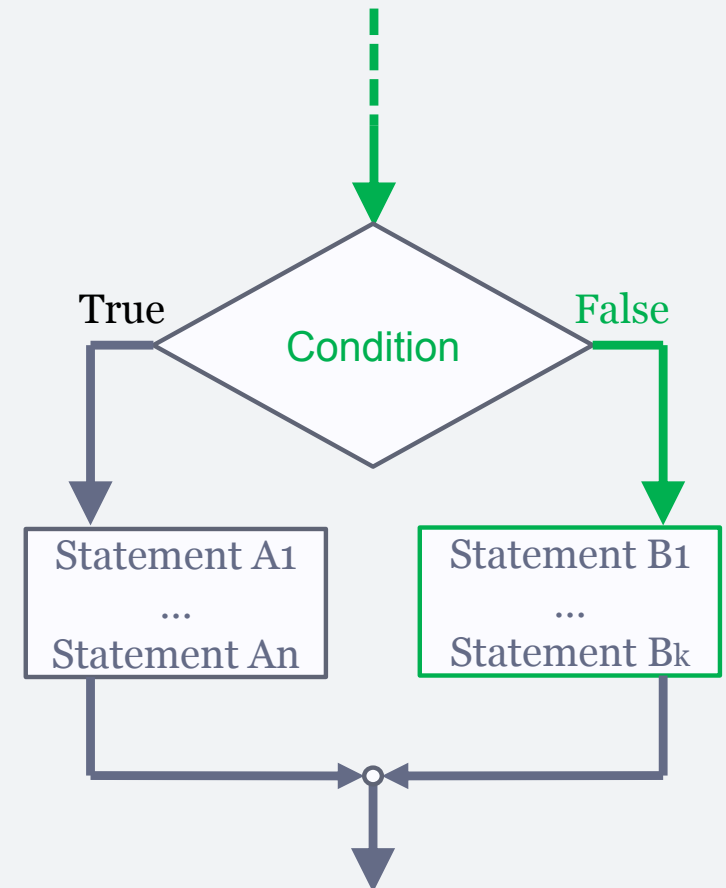 True
False
Condition
Statement A1
...
Statement An
Statement B1
...
Statement Bk